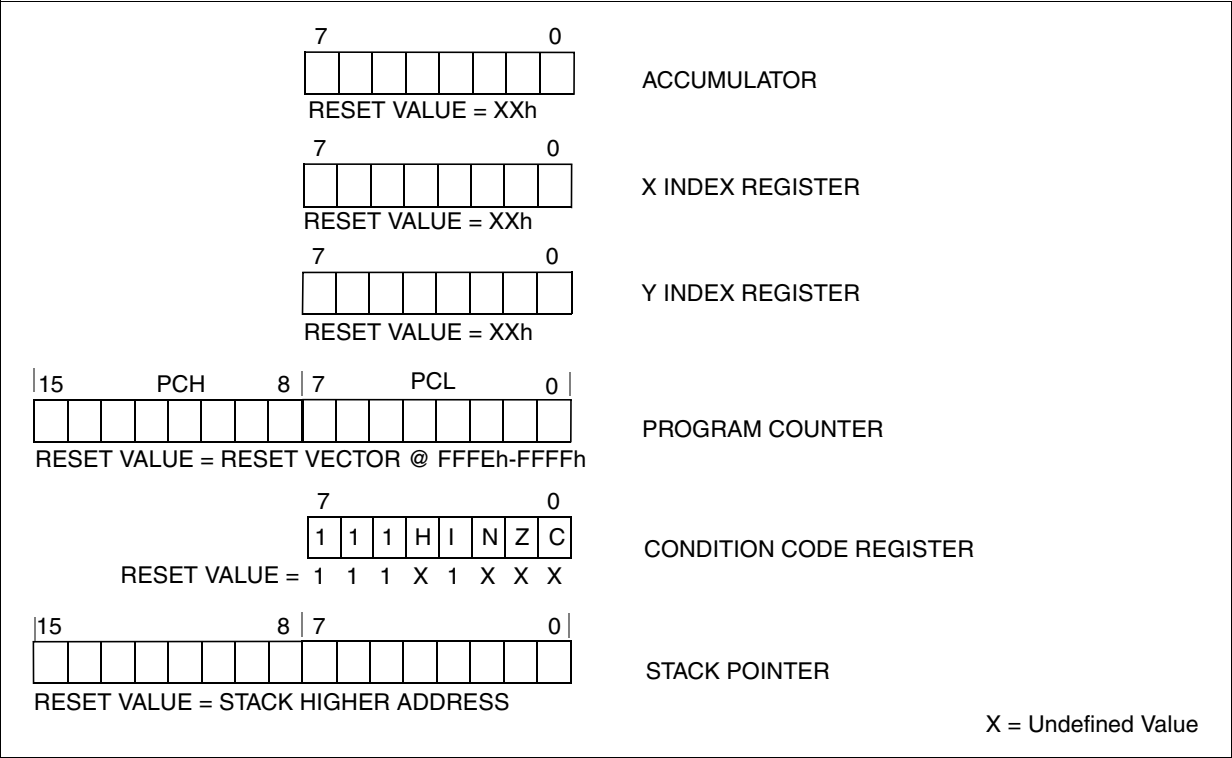 7 0
ACCUMULATOR
RESET VALUE = XXh
7 0
X INDEX REGISTER
RESET VALUE = XXh
7 0
Y INDEX REGISTER
RESET VALUE = XXh
15 PCH 8 7 PCL 0
PROGRAM COUNTER
RESET VALUE = RESET VECTOR @ FFFEh-FFFFh
7 0
1 1 1 H I N Z C
CONDITION CODE REGISTER
RESET VALUE = 1 1 1 X 1 X X X
15 8 7 0
STACK POINTER
RESET VALUE = STACK HIGHER ADDRESS
X = Undefined Value